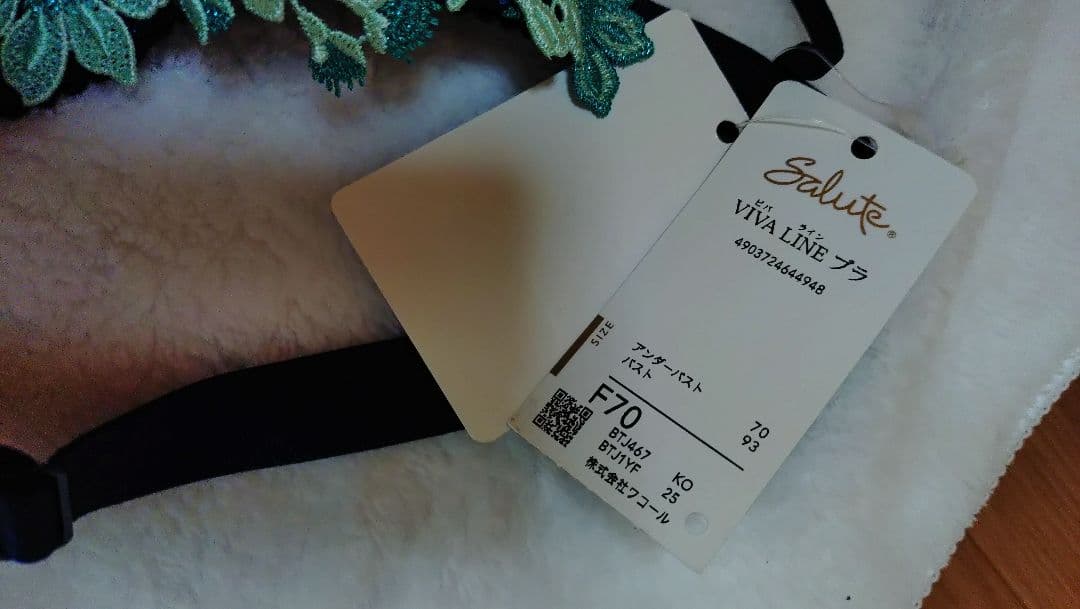 Salute®
ビバ ライン
VIVA LINE ブラ
4903724644948
SIZE
アンダーバスト 70
バスト 93
F70
BTJ467 KO
BTJ1YF 25
株式会社ワコール